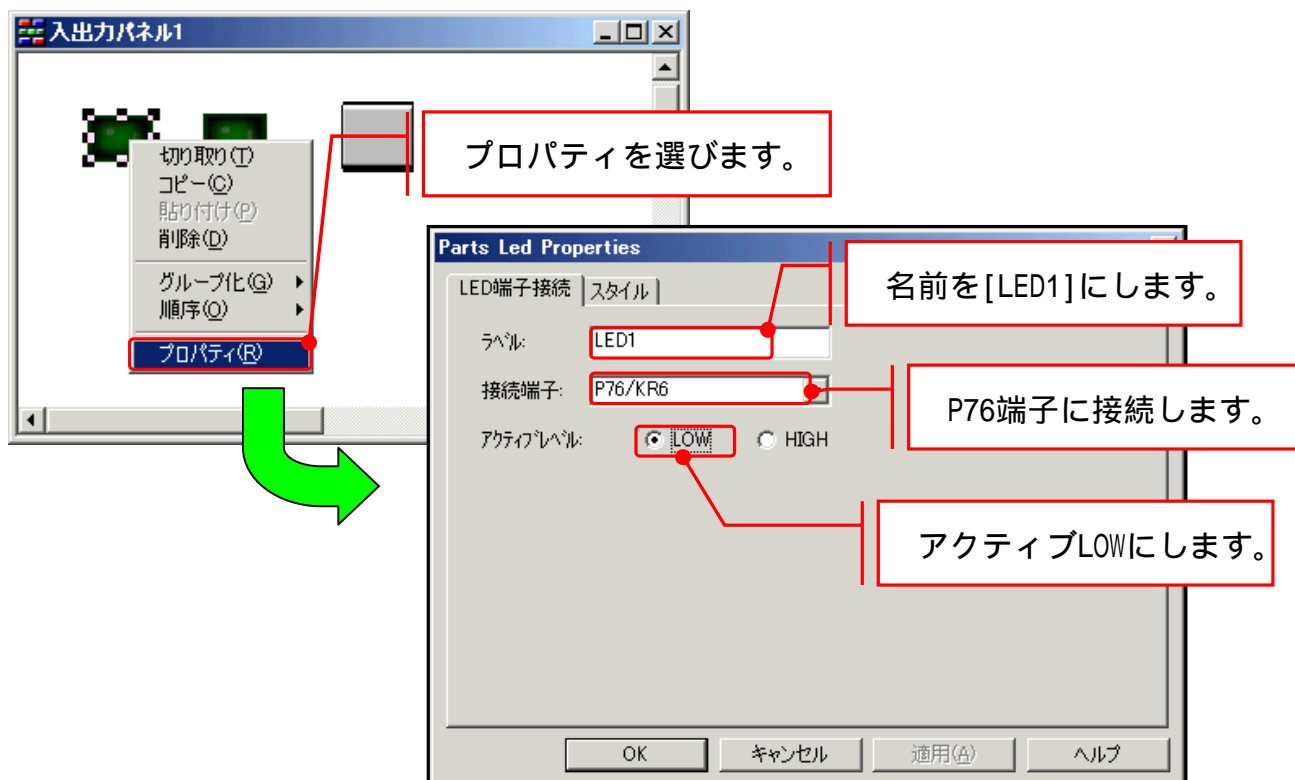 入出力パネル1
切り取り(T)
コピー(C)
貼り付け(P)
削除(D)
グループ化(G)
順序(O)
プロパティ(R)
プロパティを選びます。
Parts Led Properties
LED端子接続 スタイル
ラベル: LED1
名前を[LED1]にします。
接続端子: P76/KR6
P76端子に接続します。
アクティブレベル: LOW HIGH
アクティブLOWにします。
OK キャンセル 適用(A) ヘルプ